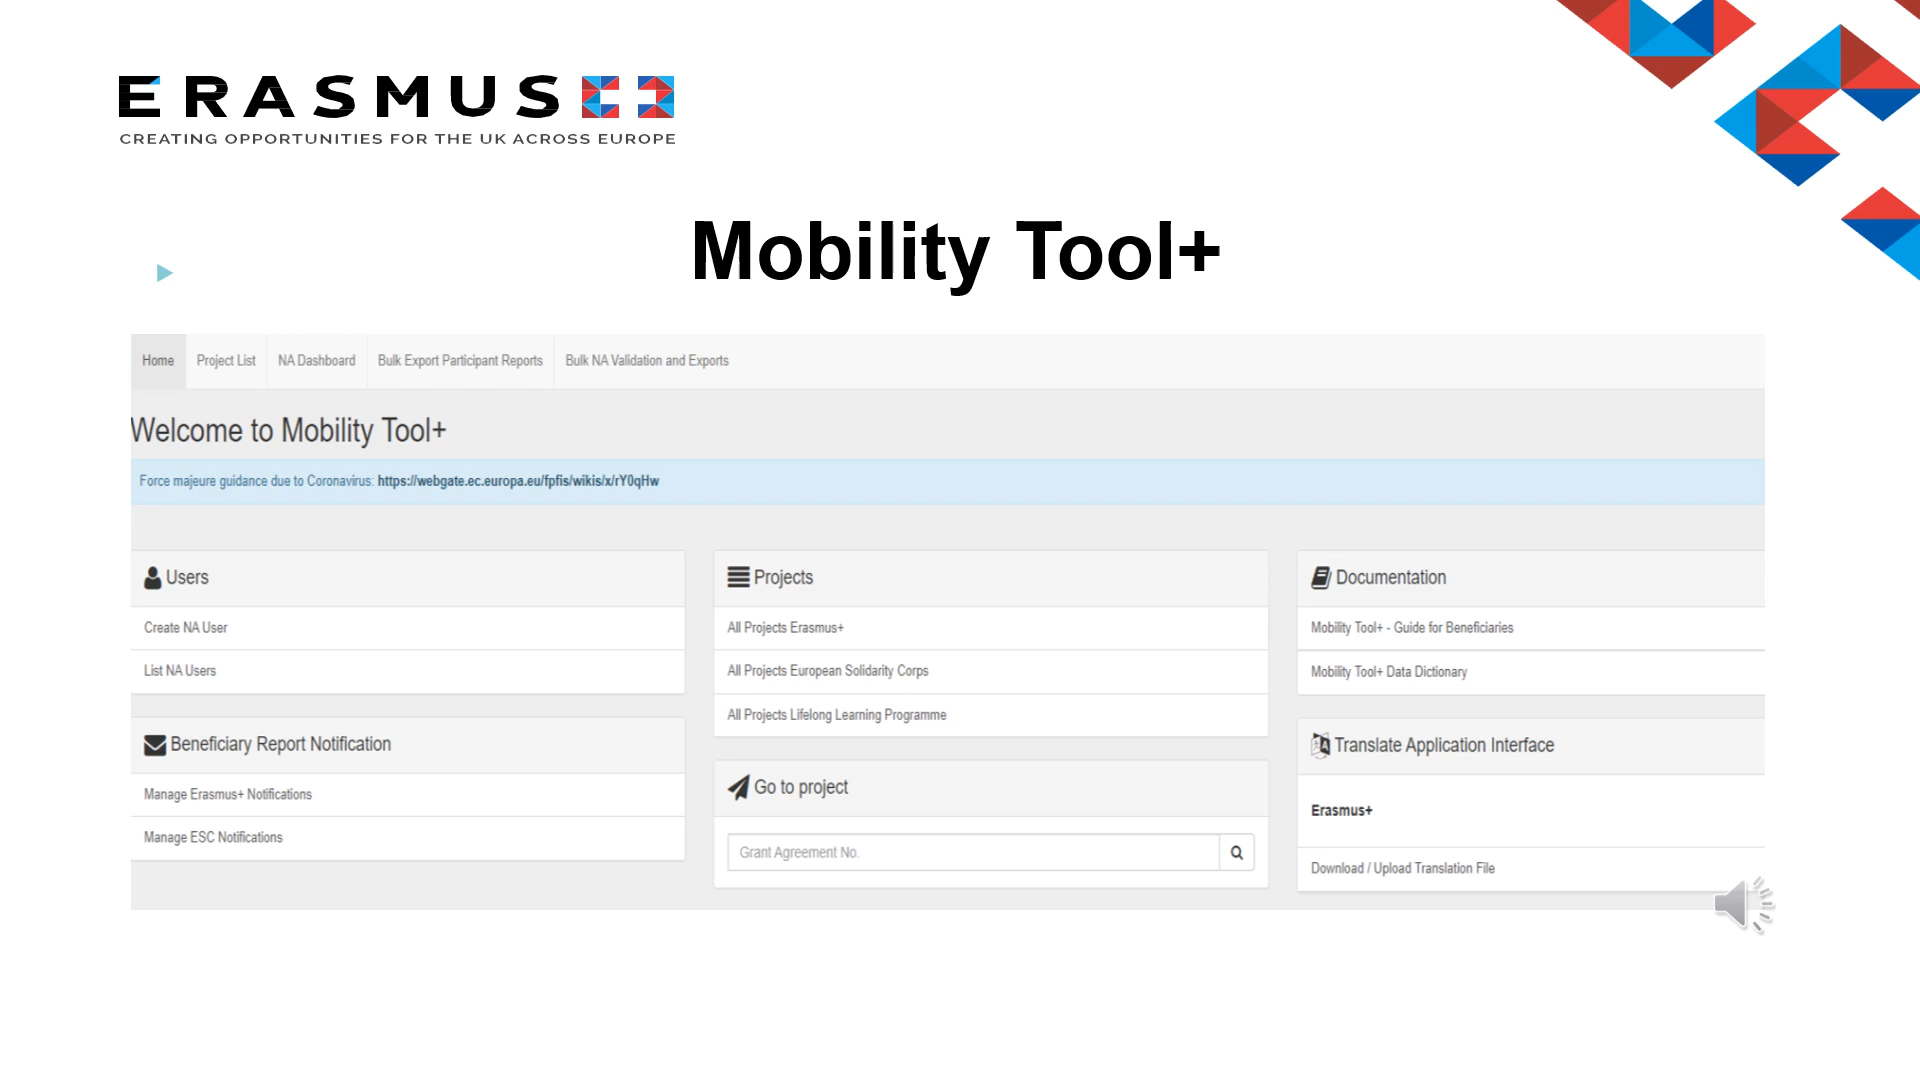 ERASMUS+
CREATING OPPORTUNITIES FOR THE UK ACROSS EUROPE
Mobility Tool+
Home Project List NA Dashboard Bulk Export Participant Reports Bulk NA Validation and Exports
Welcome to Mobility Tool+
Force majeure guidance due to Coronavirus: https://webgate.ec.europa.eu/fpfis/wikis/x/rY0qHw
Users
Create NA User
List NA Users
Beneficiary Report Notification
Manage Erasmus+ Notifications
Manage ESC Notifications
Projects
All Projects Erasmus+
All Projects European Solidarity Corps
All Projects Lifelong Learning Programme
Go to project
Grant Agreement No.
Documentation
Mobility Tool+ - Guide for Beneficiaries
Mobility Tool+ Data Dictionary
Translate Application Interface
Erasmus+
Download / Upload Translation File